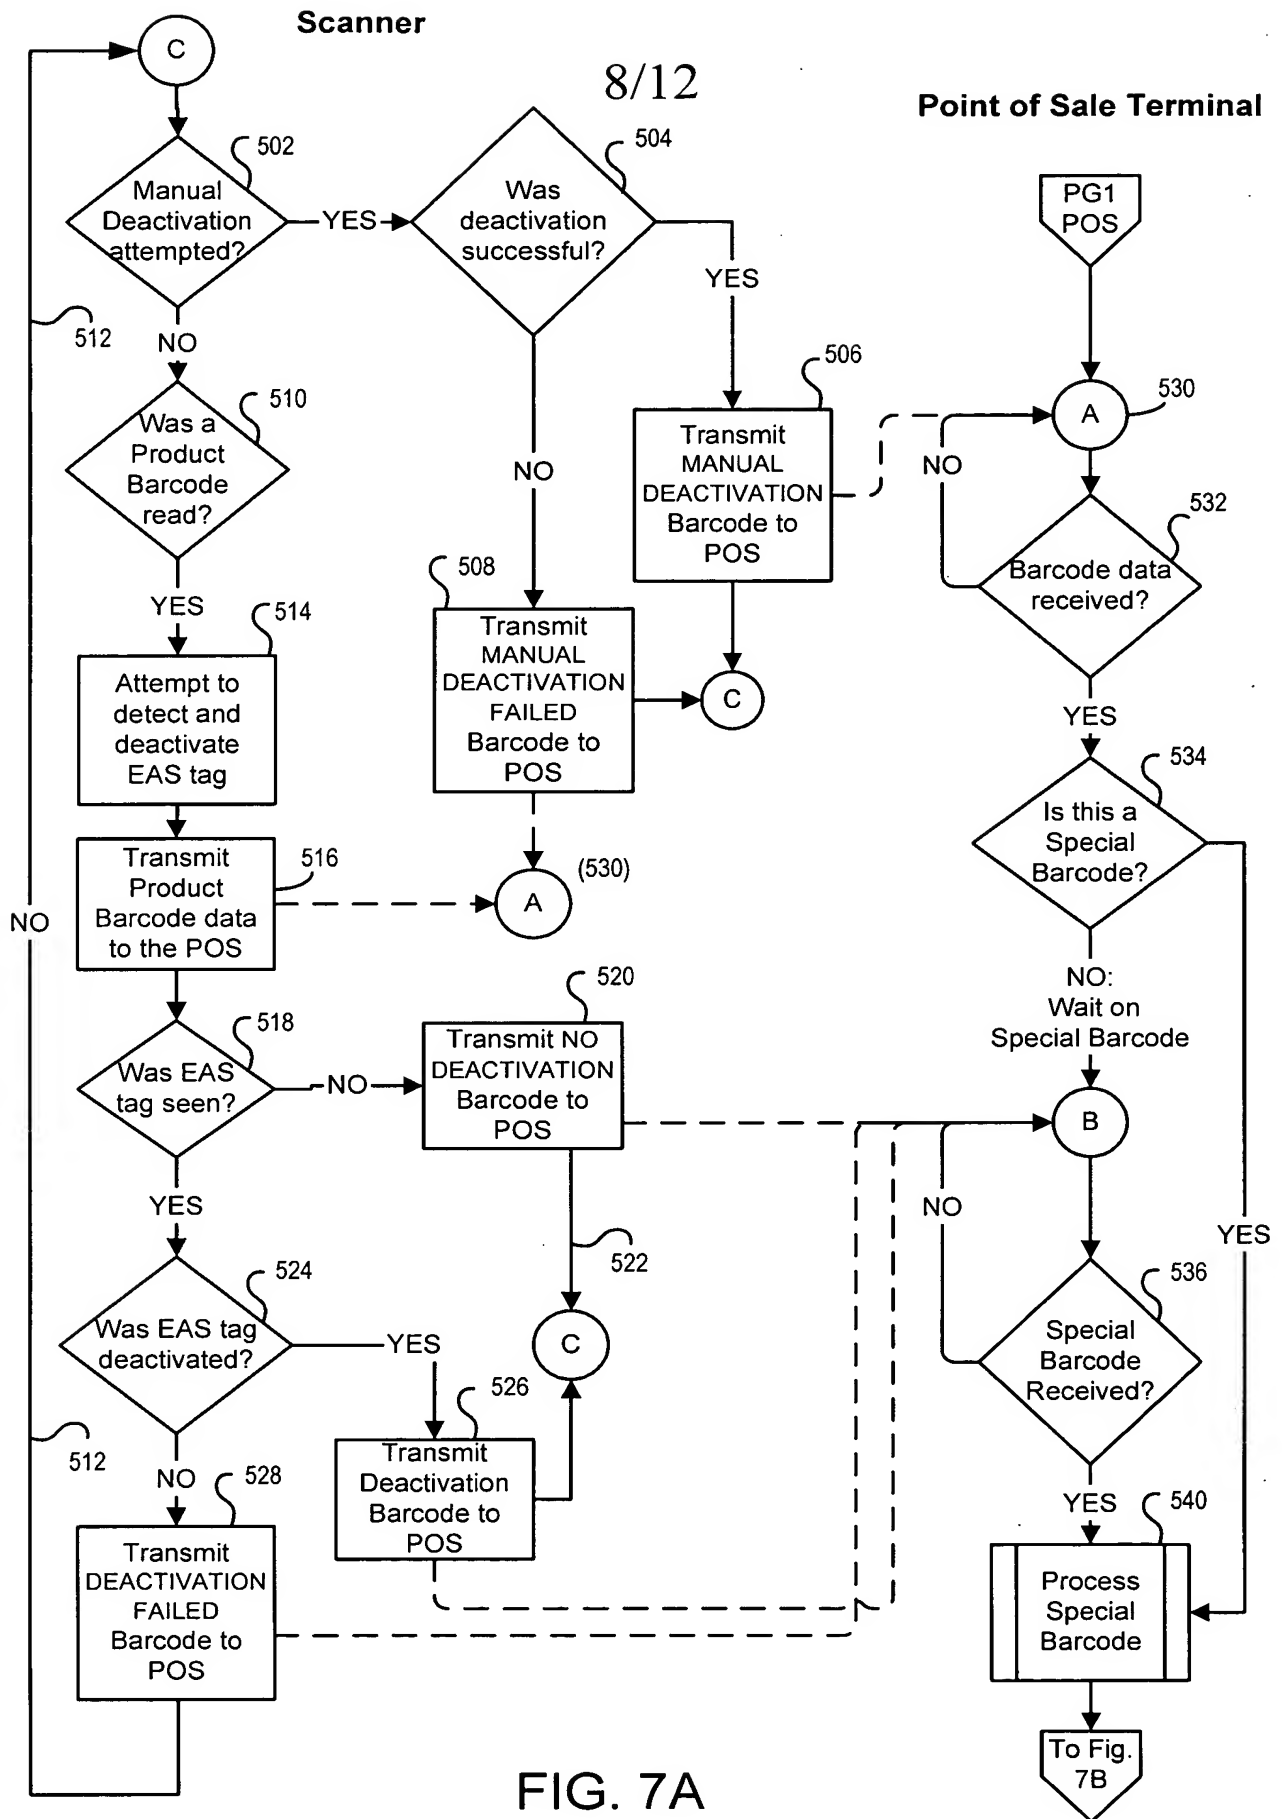 Scanner
8/12
Point of Sale Terminal
C
502
Manual
Deactivation
attempted?
YES
504
Was
deactivation
successful?
YES
PG1
POS
512
NO
NO
506
Transmit
MANUAL
DEACTIVATION
Barcode to
POS
A
530
NO
510
Was a
Product
Barcode
read?
532
Barcode data
received?
508
Transmit
MANUAL
DEACTIVATION
FAILED
Barcode to
POS
C
YES
514
Attempt to
detect and
deactivate
EAS tag
YES
534
Is this a
Special
Barcode?
516
Transmit
Product
Barcode data
to the POS
(530)
A
NO
NO:
Wait on
Special Barcode
518
Was EAS
tag seen?
NO
520
Transmit NO
DEACTIVATION
Barcode to
POS
B
YES
522
NO
YES
524
Was EAS tag
deactivated?
YES
C
536
Special
Barcode
Received?
526
Transmit
Deactivation
Barcode to
POS
512
NO
528
Transmit
DEACTIVATION
FAILED
Barcode to
POS
YES
540
Process
Special
Barcode
To Fig.
7B
FIG. 7A